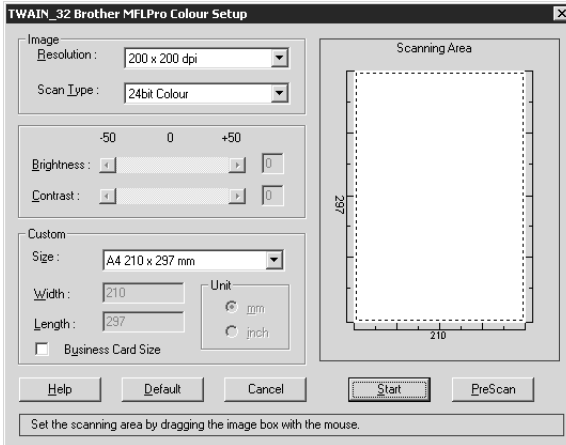 TWAIN_32 Brother MFLPro Colour Setup
Image
Resolution :
200 x 200 dpi
Scan Type :
24bit Colour
-50 0 +50
Brightness :
0
Contrast :
0
Custom
Size :
A4 210 x 297 mm
Width :
210
Length :
297
Unit
mm
inch
Business Card Size
Scanning Area
297
210
Help Default Cancel Start PreScan
Set the scanning area by dragging the image box with the mouse.